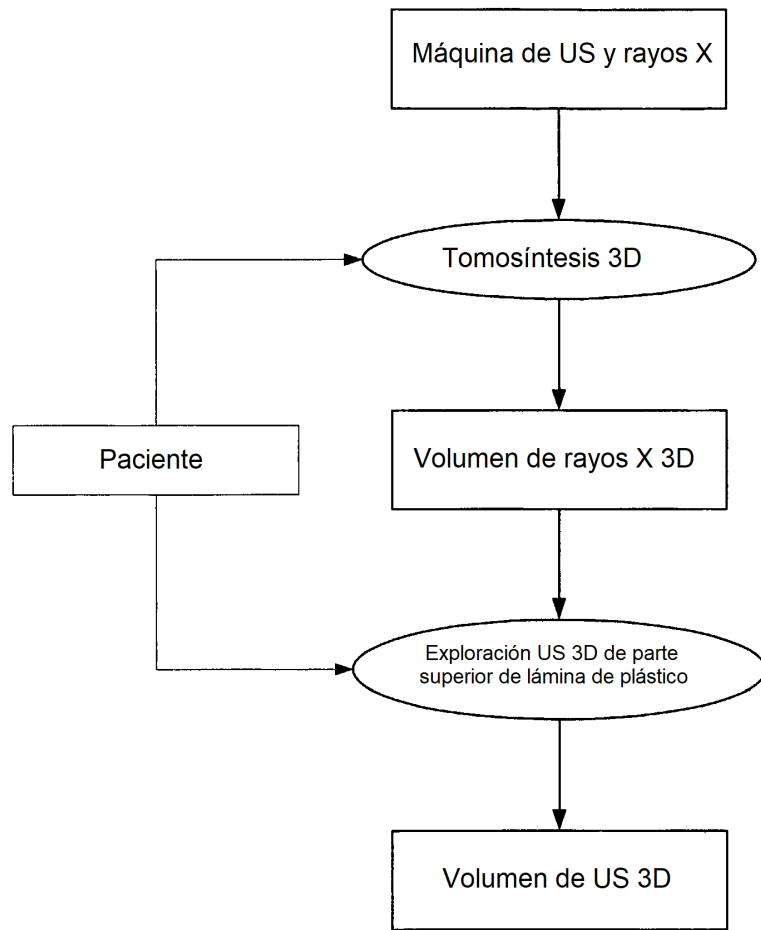 Máquina de US y rayos X
Tomosíntesis 3D
Paciente
Volumen de rayos X 3D
Exploración US 3D de parte
superior de lámina de plástico
Volumen de US 3D